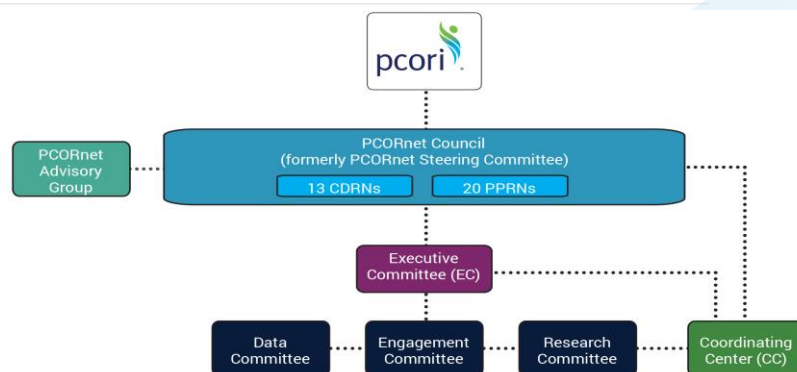 pcori.
PCORnet Council
(formerly PCORnet Steering Committee)
13 CDRNs
20 PPRNs
PCORnet
Advisory
Group
Executive
Committee (EC)
Data
Committee
Engagement
Committee
Research
Committee
Coordinating
Center (CC)